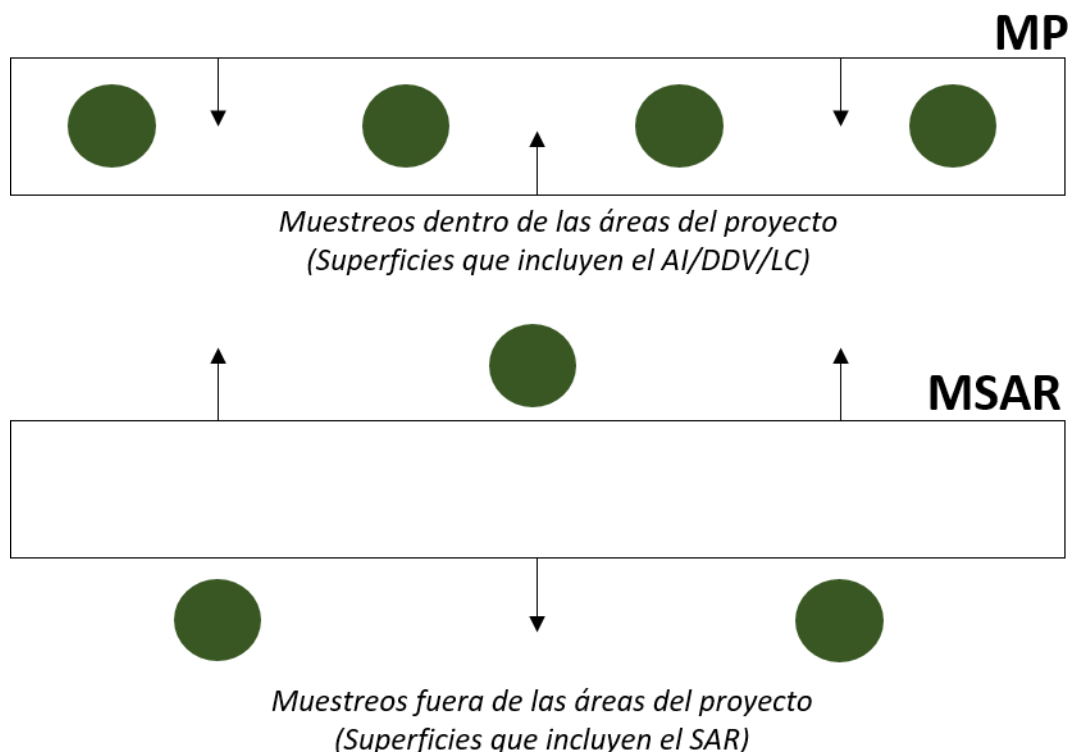 MP
Muestreos dentro de las áreas del proyecto
(Superficies que incluyen el AI/DDV/LC)
MSAR
Muestreos fuera de las áreas del proyecto
(Superficies que incluyen el SAR)